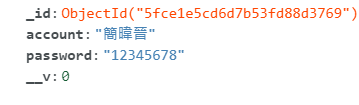 _id: ObjectId("5fce1e5cd6d7b53fd88d3769")
account: "簡暐晉"
password: "12345678"
__v: 0